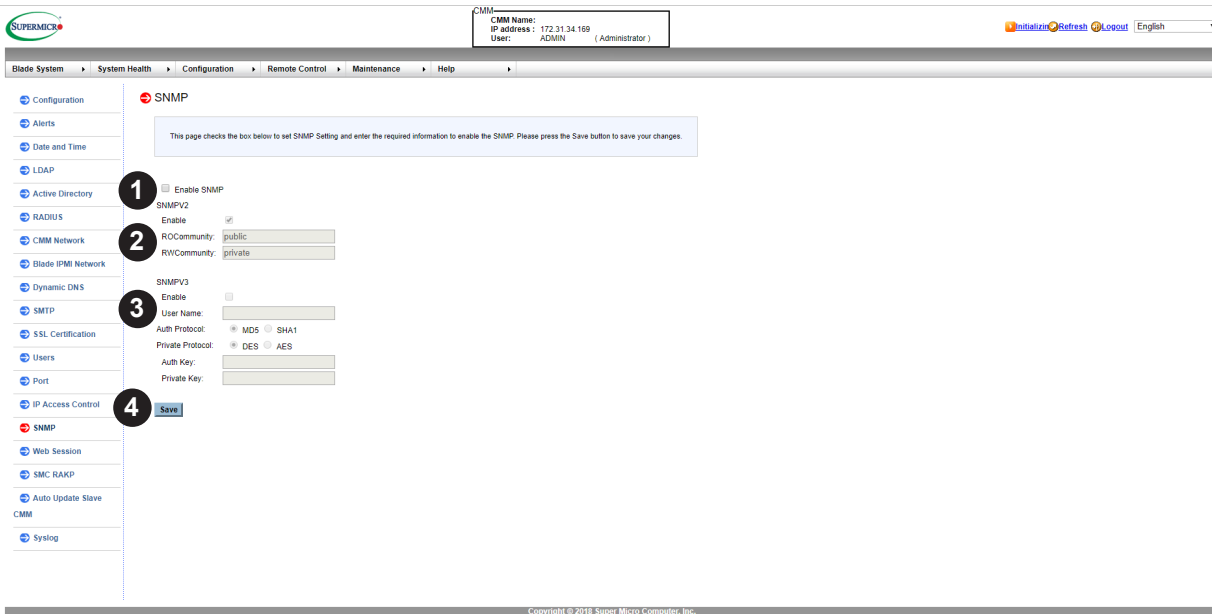 SUPERMICRO
CMM
CMM Name:
IP address : 172.31.34.169
User: ADMIN ( Administrator )
Initializin Refresh Logout English
Blade System System Health Configuration Remote Control Maintenance Help
Configuration
Alerts
Date and Time
LDAP
Active Directory
RADIUS
CMM Network
Blade IPMI Network
Dynamic DNS
SMTP
SSL Certification
Users
Port
IP Access Control
SNMP
Web Session
SMC RAKP
Auto Update Slave
CMM
Syslog
SNMP
This page checks the box below to set SNMP Setting and enter the required information to enable the SNMP. Please press the Save button to save your changes.
1 Enable SNMP
SNMPV2
Enable
2 ROCommunity: public
RWCommunity: private
SNMPV3
Enable
3 User Name:
Auth Protocol: MD5 SHA1
Private Protocol: DES AES
Auth Key:
Private Key:
4 Save
Copyright © 2018 Super Micro Computer, Inc.